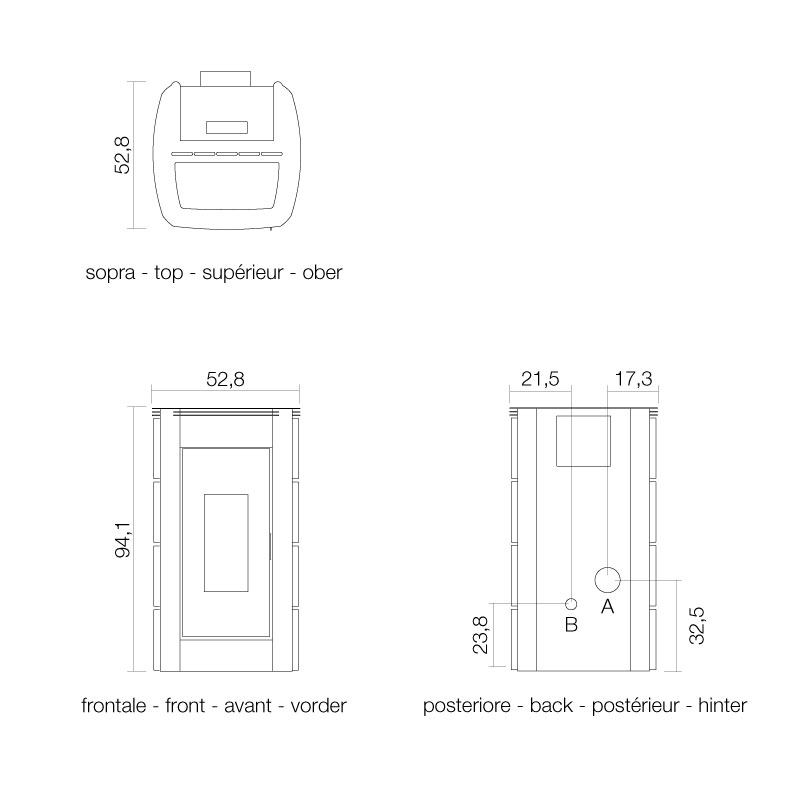 52,8
sopra - top - supérieur - ober
52,8
94,1
frontale - front - avant - vorder
21,5 17,3
A
B
23,8
32,5
posteriore - back - postérieur - hinter